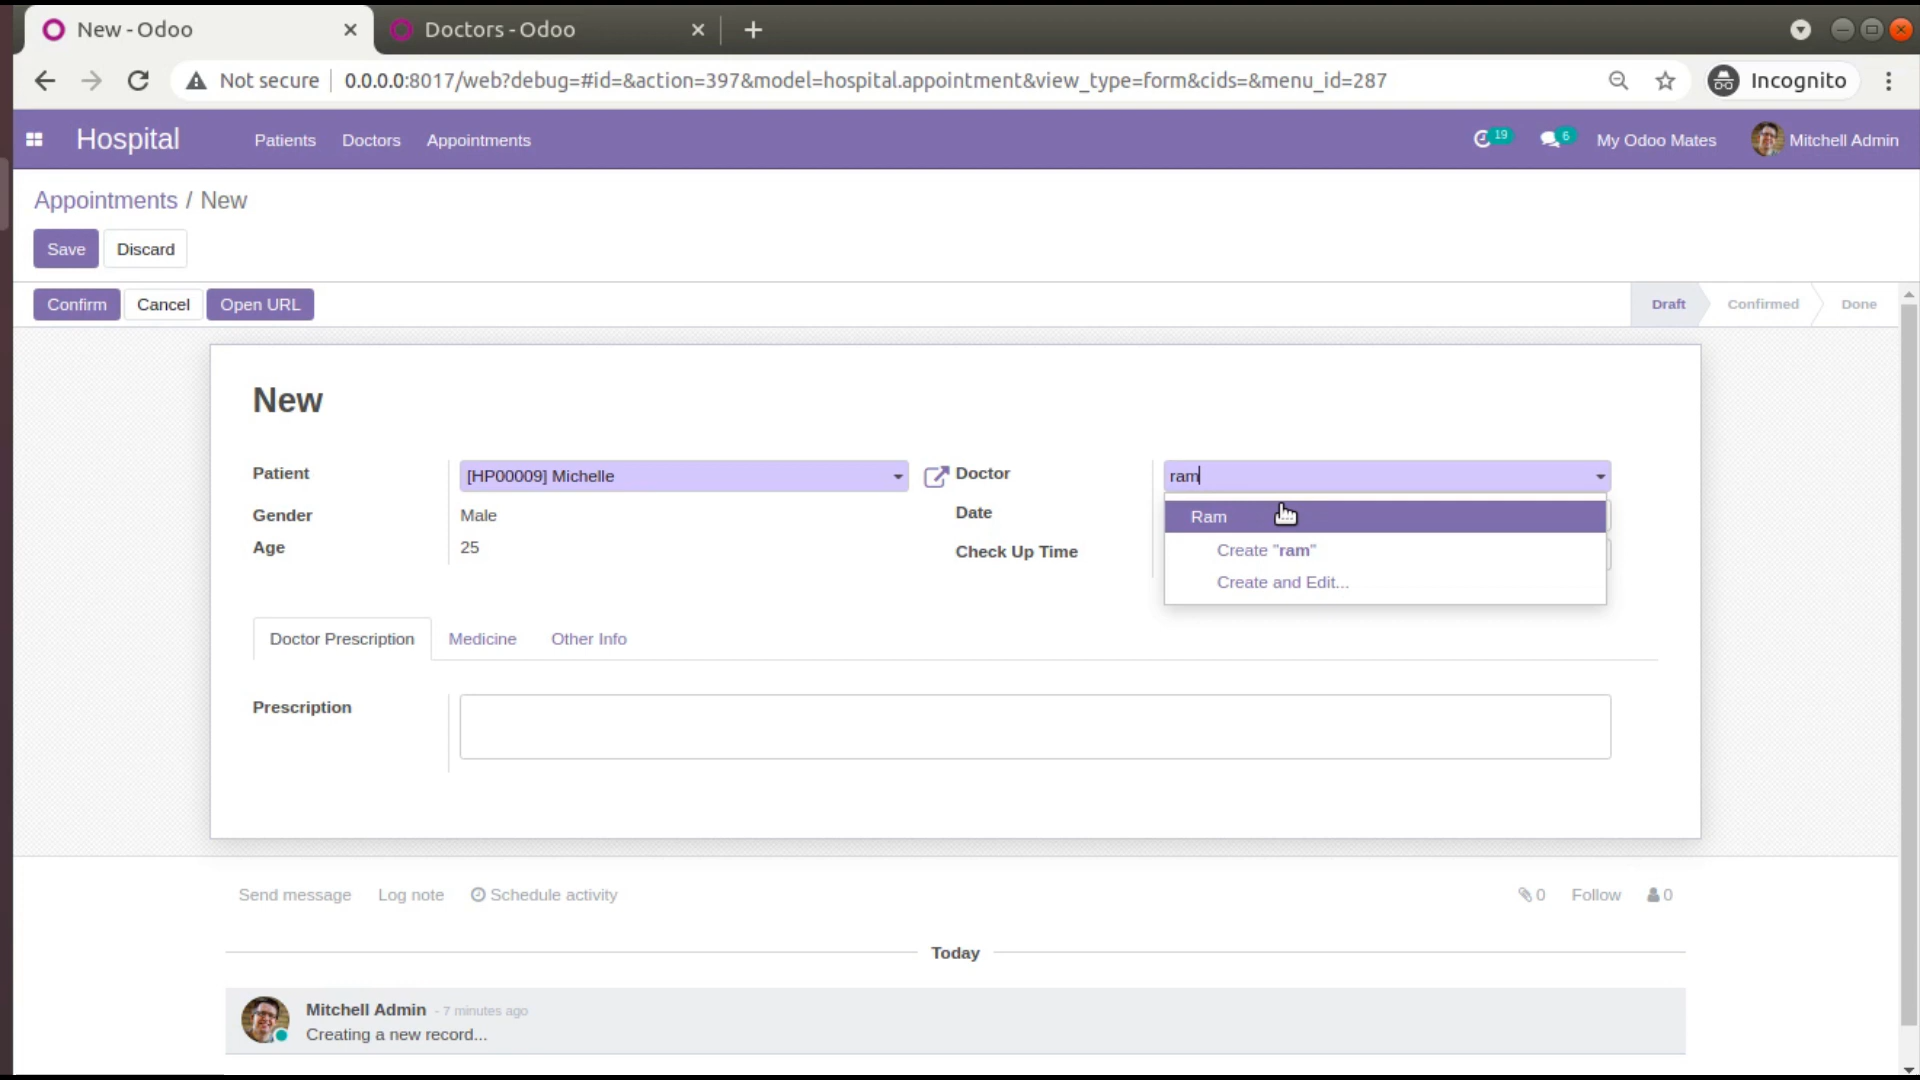 New - Odoo
Doctors - Odoo
Not secure
0.0.0.0:8017/web?debug=#id=&action=397&model=hospital.appointment&view_type=form&cids=&menu_id=287
Incognito
Hospital
Patients
Doctors
Appointments
19
6
My Odoo Mates
Mitchell Admin
Appointments / New
Save
Discard
Confirm
Cancel
Open URL
Draft
Confirmed
Done
New
Patient
[HP00009] Michelle
Doctor
ram
Gender
Male
Date
Ram
Age
25
Check Up Time
Create "ram"
Create and Edit...
Doctor Prescription
Medicine
Other Info
Prescription
Send message
Log note
Schedule activity
0
Follow
0
Today
Mitchell Admin - 7 minutes ago
Creating a new record...